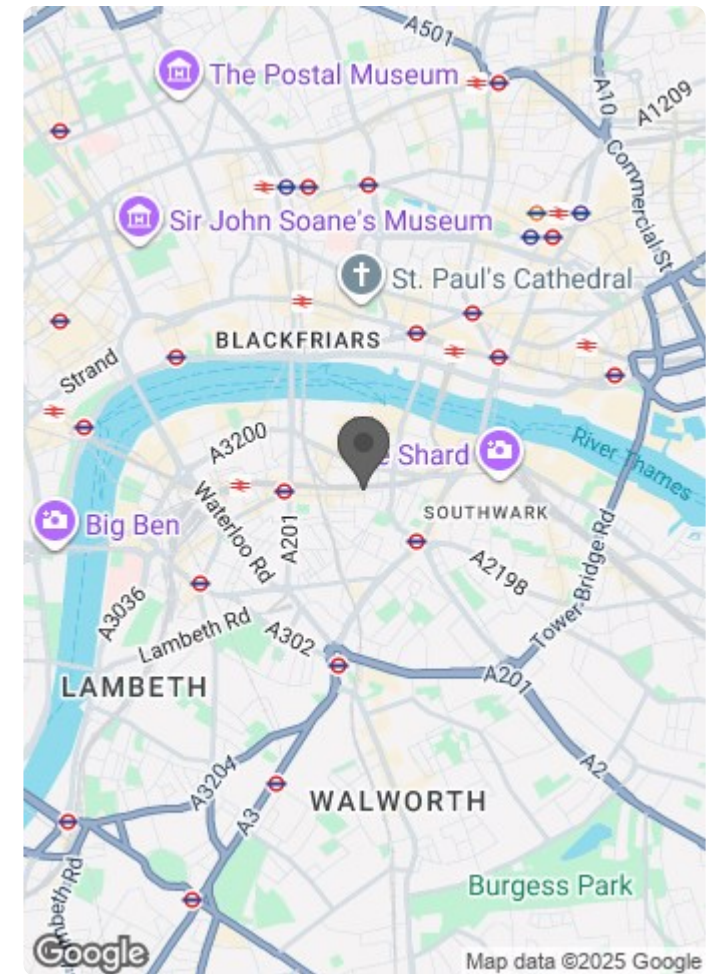 A501
The Postal Museum
A10
A1209
Commercial St
Sir John Soane's Museum
St. Paul's Cathedral
BLACKFRIARS
Strand
A3200
River Thames
e Shard
Big Ben
Waterloo Rd
A201
SOUTHWARK
A2198
Tower Bridge Rd
A3036
Lambeth Rd
A302
LAMBETH
A201
A2
A3204
WALWORTH
A3
mbeth Rd
Burgess Park
Google
Map data ©2025 Google